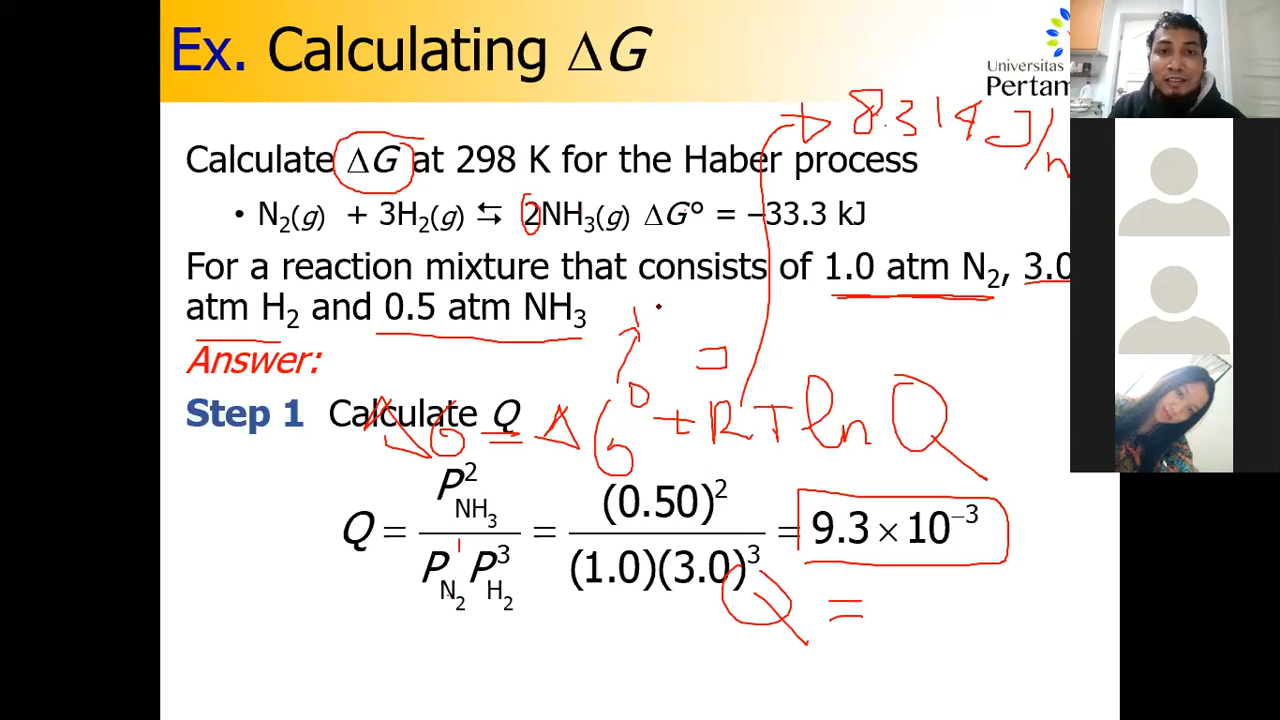 Ex. Calculating ΔG
Universitas
Pertam
8.314 J/
Calculate ΔG at 298 K for the Haber process
• N₂(g) + 3H₂(g) ⇆ 2NH₃(g) ΔG° = –33.3 kJ
For a reaction mixture that consists of 1.0 atm N₂, 3.0
atm H₂ and 0.5 atm NH₃
Answer:
Step 1 Calculate Q
ΔG = ΔG° + RT ln Q
Q = P²NH₃ / P¹N₂ P³H₂ = (0.50)² / (1.0)(3.0)³ = 9.3 × 10⁻³
Q =